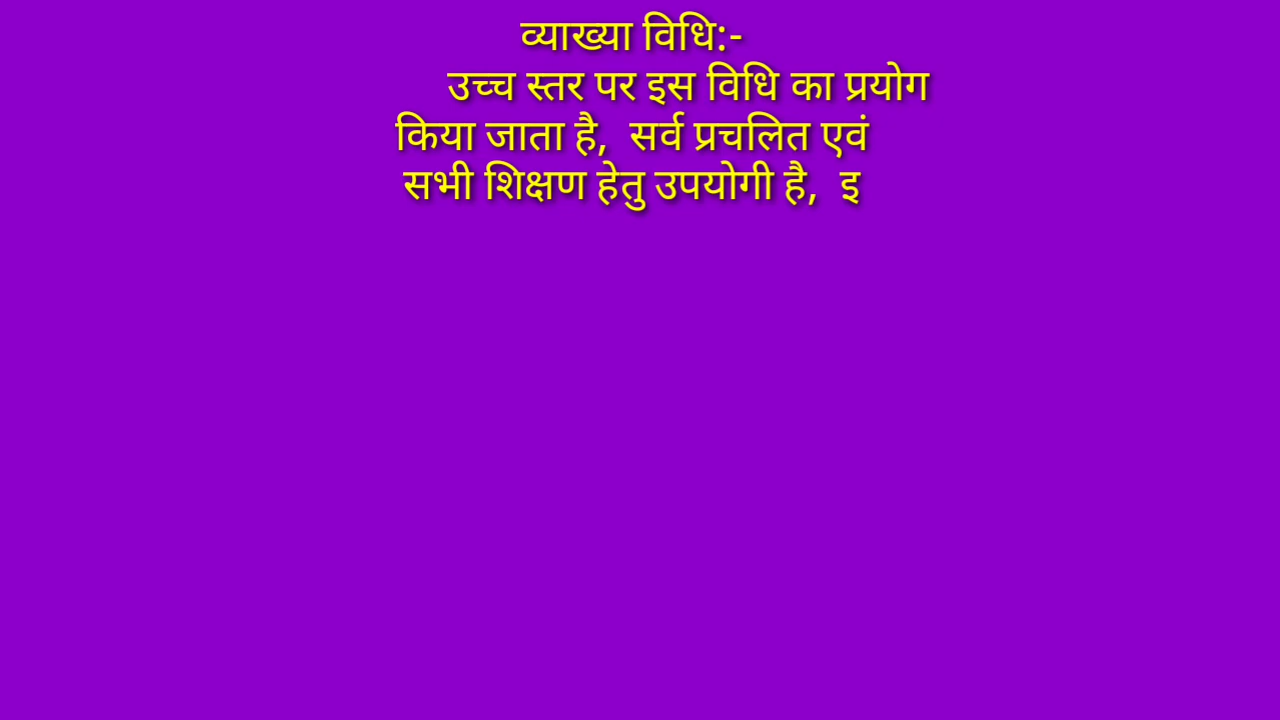 व्याख्या विधि:-
उच्च स्तर पर इस विधि का प्रयोग
किया जाता है, सर्व प्रचलित एवं
सभी शिक्षण हेतु उपयोगी है, इ